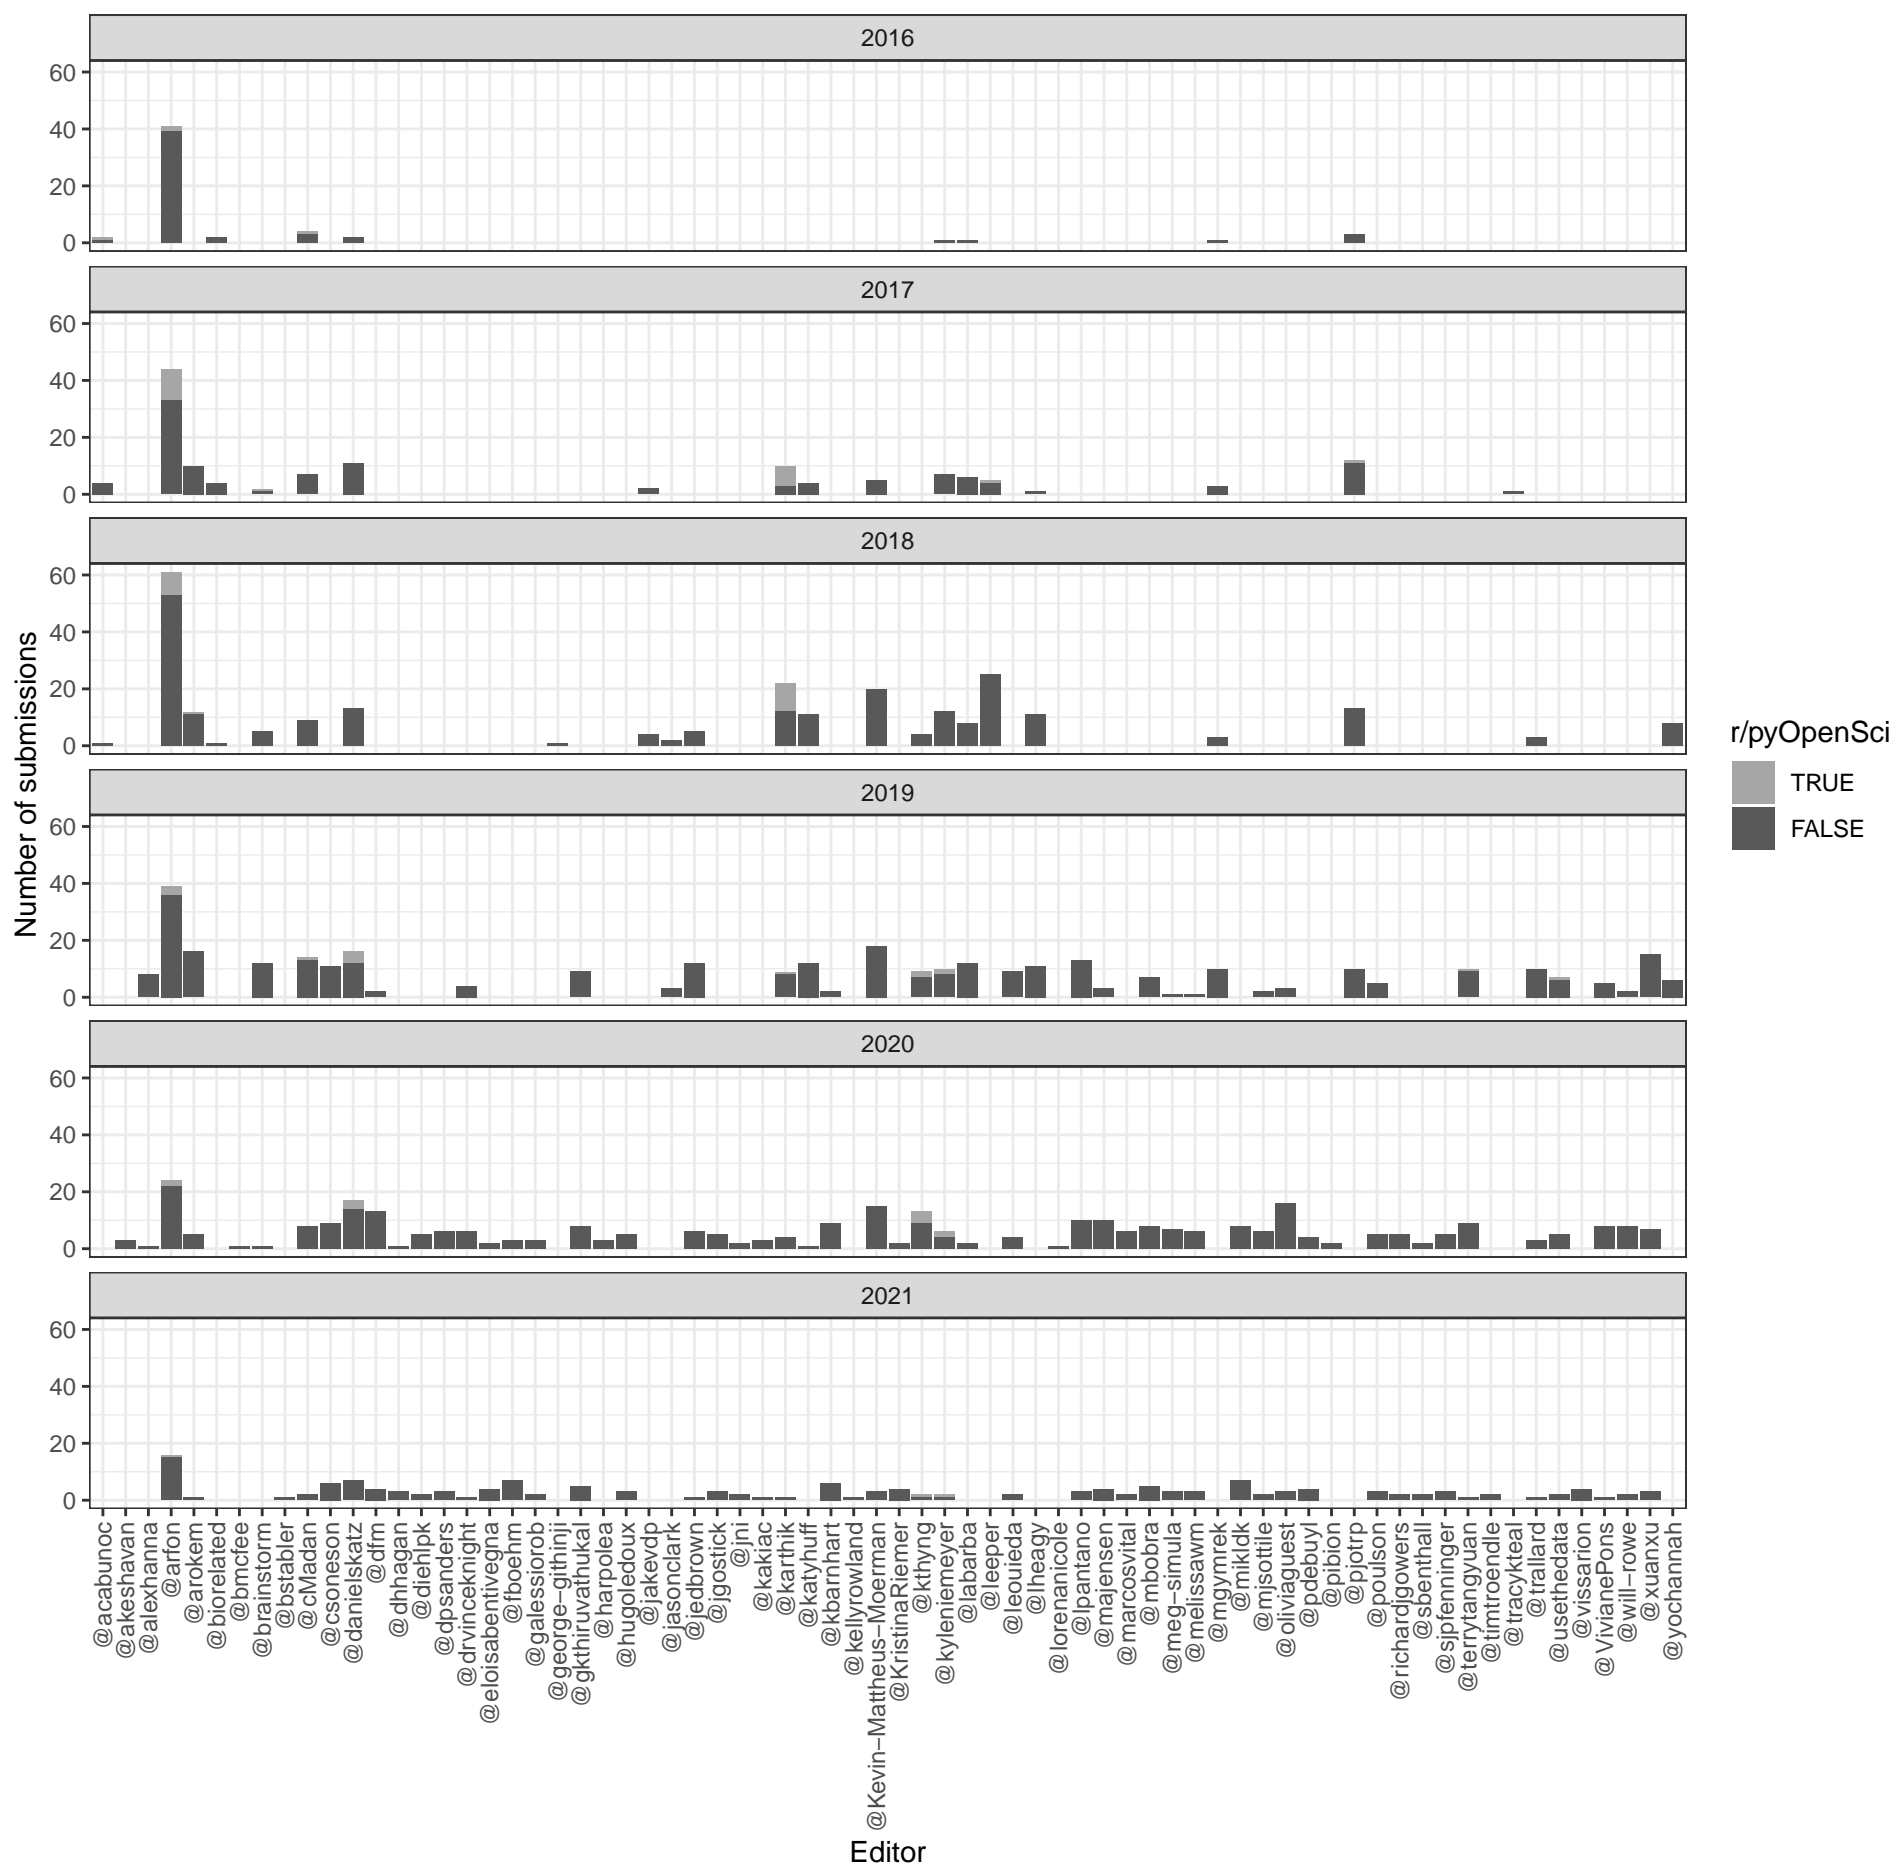 2016
60
40
20
0
2017
60
40
20
0
2018
60
40
20
0
2019
60
40
20
0
2020
60
40
20
0
2021
60
40
20
0
Number of submissions
@acabunoc
@akeshavan
@alexhanna
@arfon
@arokem
@biorelated
@bmcfee
@brainstorm
@bstabler
@cMadan
@csoneson
@danielskatz
@dfm
@dhhagan
@diehlpk
@dpsanders
@drvinceknight
@eloisabentivegna
@fboehm
@galessiorob
@george−githinji
@gkthiruvathukal
@harpolea
@hugoledoux
@jakevdp
@jasonclark
@jedbrown
@jgostick
@jni
@kakiac
@karthik
@katyhuff
@kbarnhart
@kellyrowland
@Kevin−Mattheus−Moerman
@KristinaRiemer
@kthyng
@kyleniemeyer
@labarba
@leeper
@leouieda
@lheagy
@lorenanicole
@lpantano
@majensen
@marcosvital
@mbobra
@meg−simula
@melissawm
@mgymrek
@mikldk
@mjsottile
@oliviaguest
@pdebuyl
@pibion
@pjotrp
@poulson
@richardjgowers
@sbenthall
@sjpfenninger
@terrytangyuan
@timtroendle
@tracykteal
@trallard
@usethedata
@vissarion
@VivianePons
@will−rowe
@xuanxu
@yochannah
Editor
r/pyOpenSci
TRUE
FALSE